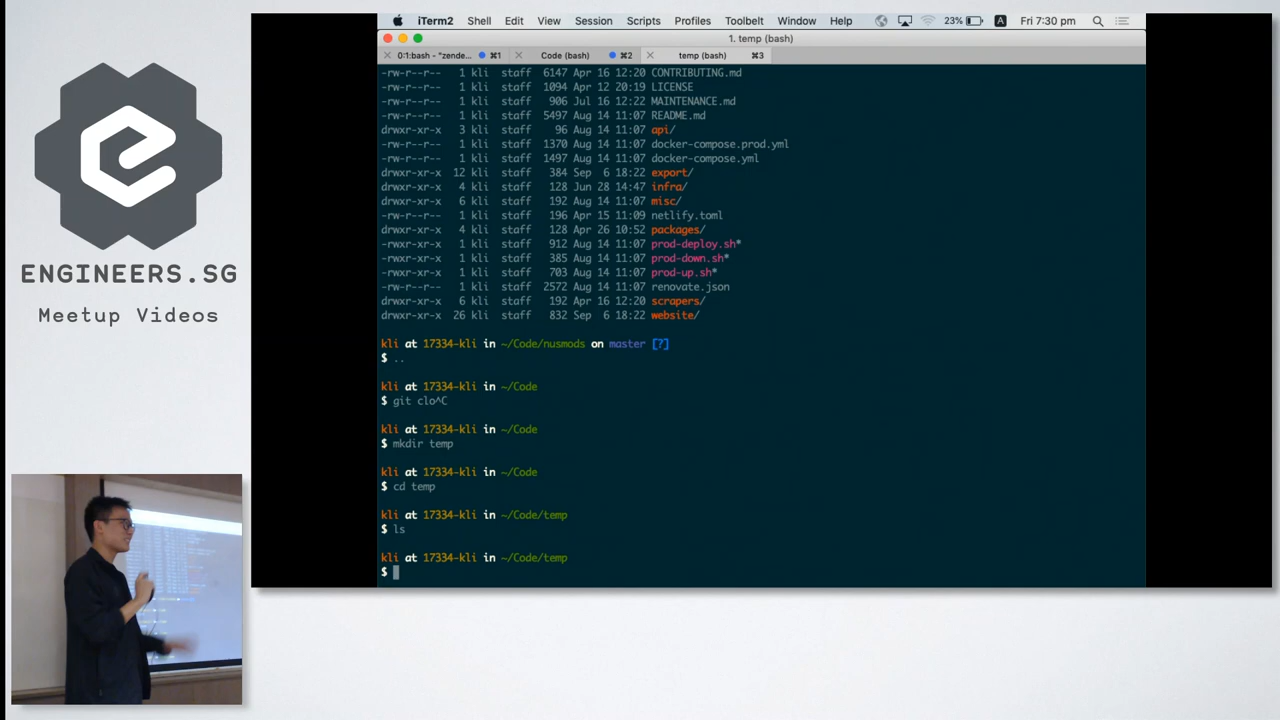 iTerm2 Shell Edit View Session Scripts Profiles Toolbelt Window Help 23% A Fri 7:30 pm
1. temp (bash)
0:1:bash - "zende... ⌘1 Code (bash) ⌘2 temp (bash) ⌘3
-rw-r--r-- 1 kli staff 6147 Apr 16 12:20 CONTRIBUTING.md
-rw-r--r-- 1 kli staff 1094 Apr 12 20:19 LICENSE
-rw-r--r-- 1 kli staff 906 Jul 16 12:22 MAINTENANCE.md
-rw-r--r-- 1 kli staff 5497 Aug 14 11:07 README.md
drwxr-xr-x 3 kli staff 96 Aug 14 11:07 api/
-rw-r--r-- 1 kli staff 1370 Aug 14 11:07 docker-compose.prod.yml
-rw-r--r-- 1 kli staff 1497 Aug 14 11:07 docker-compose.yml
drwxr-xr-x 12 kli staff 384 Sep 6 18:22 export/
drwxr-xr-x 4 kli staff 128 Jun 28 14:47 infra/
drwxr-xr-x 6 kli staff 192 Aug 14 11:07 misc/
-rw-r--r-- 1 kli staff 196 Apr 15 11:09 netlify.toml
drwxr-xr-x 4 kli staff 128 Apr 26 10:52 packages/
-rwxr-xr-x 1 kli staff 912 Aug 14 11:07 prod-deploy.sh*
-rwxr-xr-x 1 kli staff 385 Aug 14 11:07 prod-down.sh*
-rwxr-xr-x 1 kli staff 703 Aug 14 11:07 prod-up.sh*
-rw-r--r-- 1 kli staff 2572 Aug 14 11:07 renovate.json
drwxr-xr-x 6 kli staff 192 Apr 16 12:20 scrapers/
drwxr-xr-x 26 kli staff 832 Sep 6 18:22 website/
kli at 17334-kli in ~/Code/nusmods on master [?]
$ ..
kli at 17334-kli in ~/Code
$ git clo^C
kli at 17334-kli in ~/Code
$ mkdir temp
kli at 17334-kli in ~/Code
$ cd temp
kli at 17334-kli in ~/Code/temp
$ ls
kli at 17334-kli in ~/Code/temp
$
ENGINEERS.SG
Meetup Videos